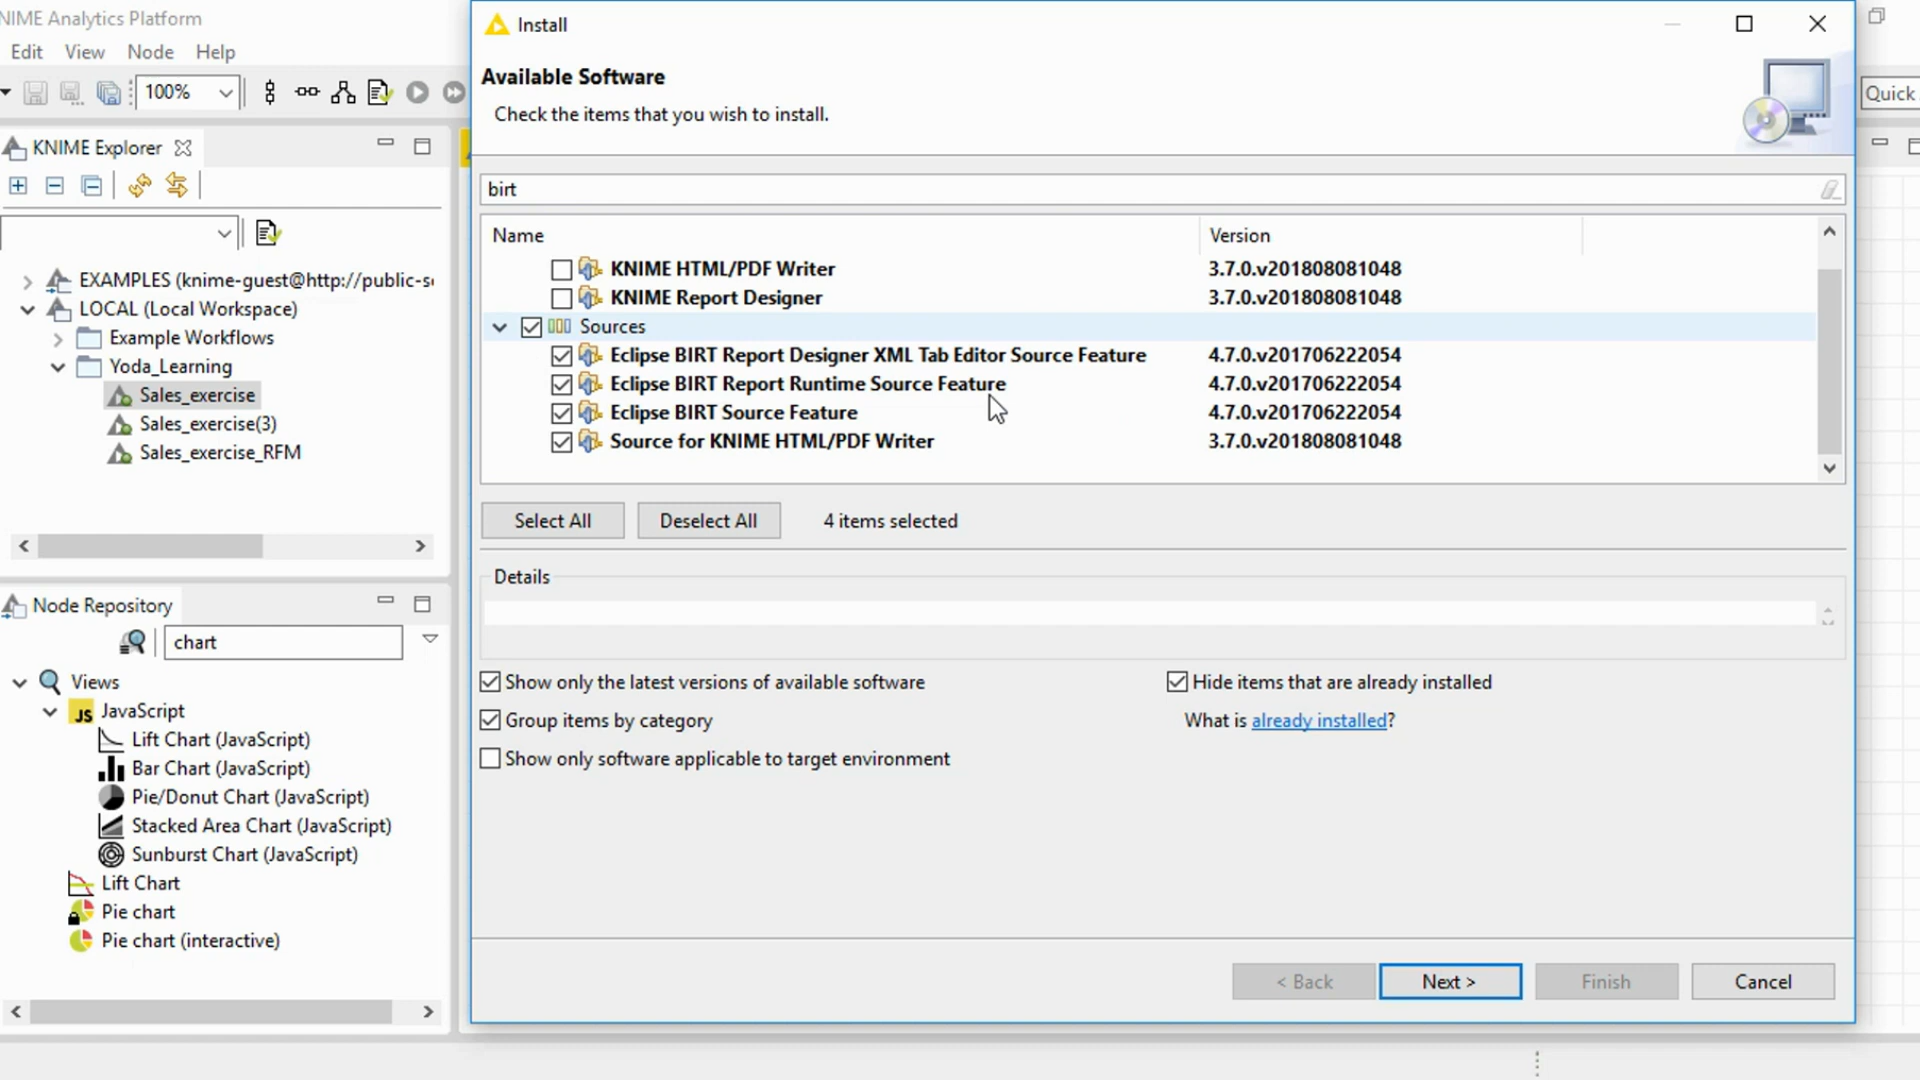 NIME Analytics Platform
Edit View Node Help
100%
KNIME Explorer
EXAMPLES (knime-guest@http://public-se
LOCAL (Local Workspace)
Example Workflows
Yoda_Learning
Sales_exercise
Sales_exercise(3)
Sales_exercise_RFM
Node Repository
chart
Views
JS JavaScript
Lift Chart (JavaScript)
Bar Chart (JavaScript)
Pie/Donut Chart (JavaScript)
Stacked Area Chart (JavaScript)
Sunburst Chart (JavaScript)
Lift Chart
Pie chart
Pie chart (interactive)
Install
Available Software
Check the items that you wish to install.
birt
Name Version
KNIME HTML/PDF Writer 3.7.0.v201808081048
KNIME Report Designer 3.7.0.v201808081048
Sources
Eclipse BIRT Report Designer XML Tab Editor Source Feature 4.7.0.v201706222054
Eclipse BIRT Report Runtime Source Feature 4.7.0.v201706222054
Eclipse BIRT Source Feature 4.7.0.v201706222054
Source for KNIME HTML/PDF Writer 3.7.0.v201808081048
Select All Deselect All 4 items selected
Details
Show only the latest versions of available software Hide items that are already installed
Group items by category What is already installed?
Show only software applicable to target environment
< Back Next > Finish Cancel
Quick